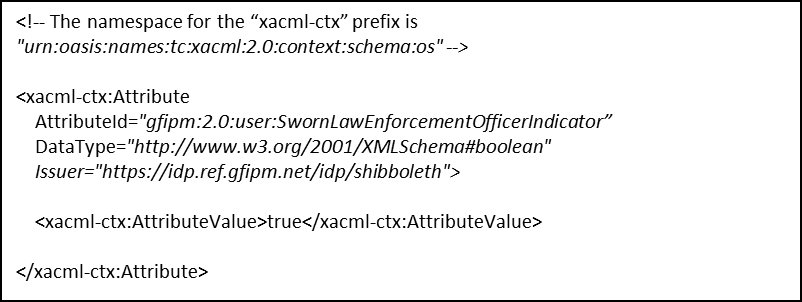 <!-- The namespace for the “xacml-ctx” prefix is
"urn:oasis:names:tc:xacml:2.0:context:schema:os" -->
<xacml-ctx:Attribute
AttributeId="gfipm:2.0:user:SwornLawEnforcementOfficerIndicator”
DataType="http://www.w3.org/2001/XMLSchema#boolean"
Issuer="https://idp.ref.gfipm.net/idp/shibboleth">
<xacml-ctx:AttributeValue>true</xacml-ctx:AttributeValue>
</xacml-ctx:Attribute>